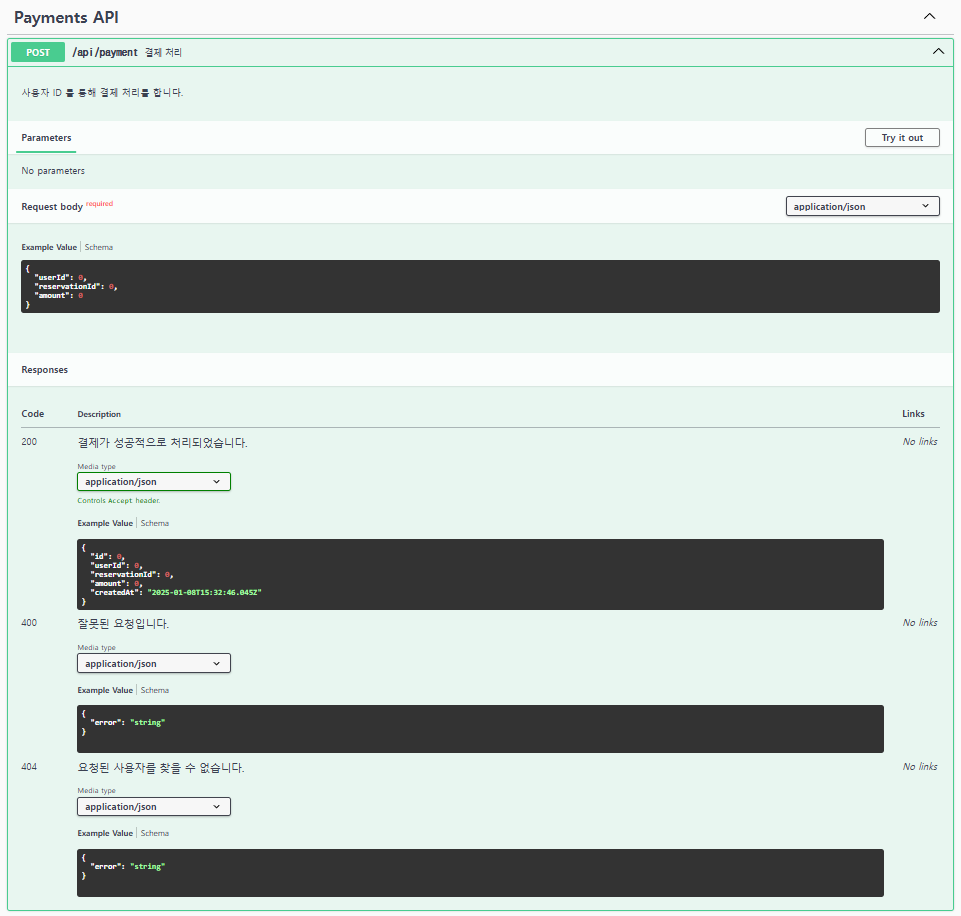 Payments API
POST /api/payment 결제 처리
사용자 ID 를 통해 결제 처리를 합니다.
Parameters
Try it out
No parameters
Request body required
application/json
Example Value | Schema
{
  "userId": 0,
  "reservationId": 0,
  "amount": 0
}
Responses
Code Description Links
200 결제가 성공적으로 처리되었습니다. No links
Media type
application/json
Controls Accept header.
Example Value | Schema
{
  "id": 0,
  "userId": 0,
  "reservationId": 0,
  "amount": 0,
  "createdAt": "2025-01-08T15:32:46.045Z"
}
400 잘못된 요청입니다. No links
Media type
application/json
Example Value | Schema
{
  "error": "string"
}
404 요청된 사용자를 찾을 수 없습니다. No links
Media type
application/json
Example Value | Schema
{
  "error": "string"
}